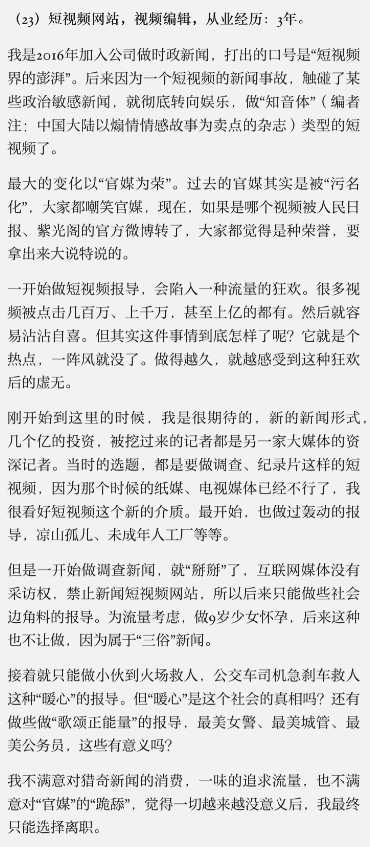 （23）短视频网站，视频编辑，从业经历：3年。
我是2016年加入公司做时政新闻，打出的口号是“短视频
界的澎湃”。后来因为一个短视频的新闻事故，触碰了某
些政治敏感新闻，就彻底转向娱乐，做“知音体”（编者
注：中国大陆以煽情情感故事为卖点的杂志）类型的短
视频了。
最大的变化以“官媒为荣”。过去的官媒其实是被“污名
化”，大家都嘲笑官媒，现在，如果是哪个视频被人民日
报、紫光阁的官方微博转了，大家都觉得是种荣誉，要
拿出来大说特说的。
一开始做短视频报导，会陷入一种流量的狂欢。很多视
频被点击几百万、上千万，甚至上亿的都有。然后就容
易沾沾自喜。但其实这件事情到底怎样了呢？它就是个
热点，一阵风就没了。做得越久，就越感受到这种狂欢
后的虚无。
刚开始到这里的时候，我是很期待的，新的新闻形式，
几个亿的投资，被挖过来的记者都是另一家大媒体的资
深记者。当时的选题，都是要做调查、纪录片这样的短
视频，因为那个时候的纸媒、电视媒体已经不行了，我
很看好短视频这个新的介质。最开始，也做过轰动的报
导，凉山孤儿、未成年人工厂等等。
但是一开始做调查新闻，就“掰掰”了，互联网媒体没有
采访权，禁止新闻短视频网站，所以后来只能做些社会
边角料的报导。为流量考虑，做9岁少女怀孕，后来这种
也不让做，因为属于“三俗”新闻。
接着就只能做小伙到火场救人，公交车司机急刹车救人
这种“暖心”的报导。但“暖心”是这个社会的真相吗？还有
做些做“歌颂正能量”的报导，最美女警、最美城管、最
美公务员，这些有意义吗？
我不满意对猎奇新闻的消费，一味的追求流量，也不满
意对“官媒”的“跪舔”，觉得一切越来越没意义后，我最终
只能选择离职。